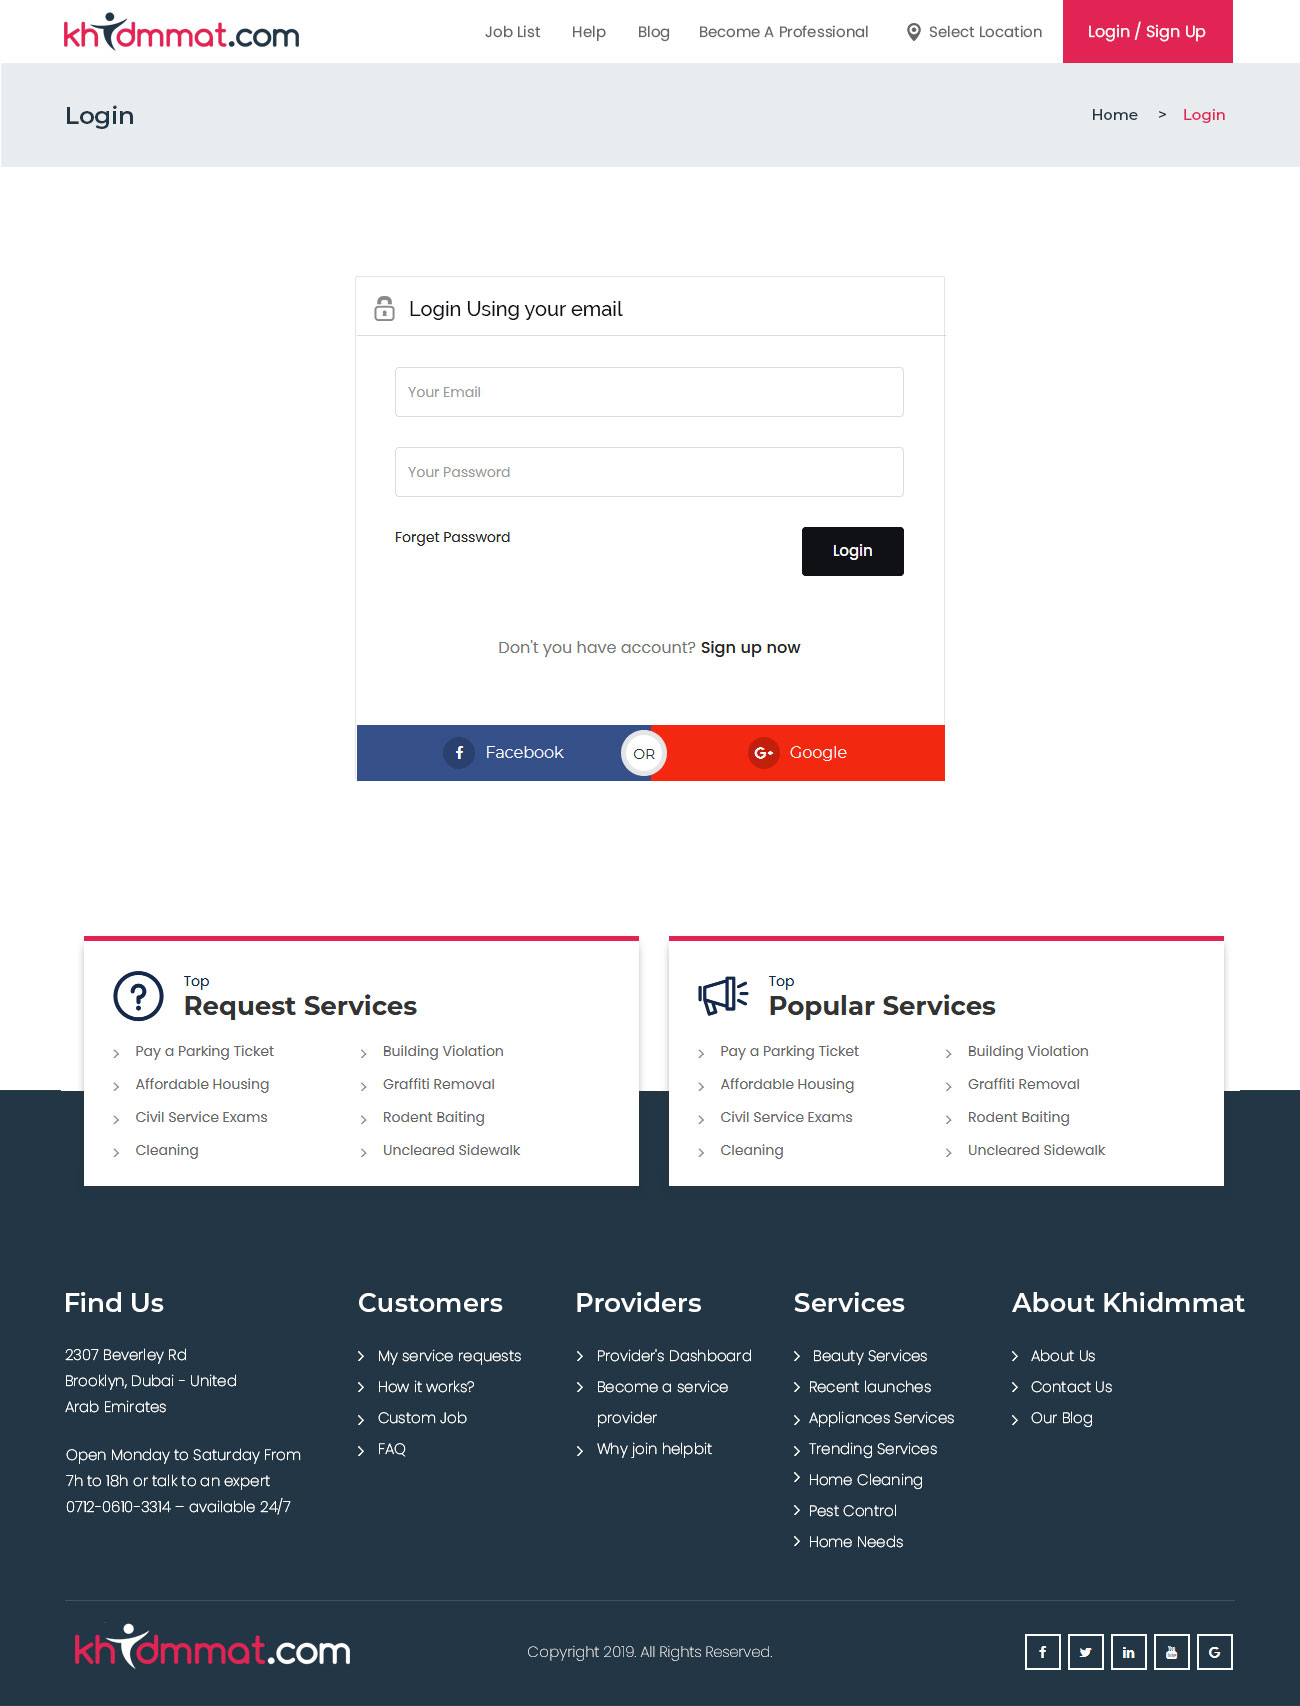 khidmmat.com
Job List Help Blog Become A Professional Select Location Login / Sign Up
Login
Home > Login
Login Using your email
Your Email
Your Password
Forget Password Login
Don't you have account? Sign up now
f Facebook OR G+ Google
Top
Request Services
Pay a Parking Ticket Building Violation
Affordable Housing Graffiti Removal
Civil Service Exams Rodent Baiting
Cleaning Uncleared Sidewalk
Top
Popular Services
Pay a Parking Ticket Building Violation
Affordable Housing Graffiti Removal
Civil Service Exams Rodent Baiting
Cleaning Uncleared Sidewalk
Find Us
2307 Beverley Rd
Brooklyn, Dubai - United
Arab Emirates
Open Monday to Saturday From
7h to 18h or talk to an expert
0712-0610-3314 – available 24/7
Customers
My service requests
How it works?
Custom Job
FAQ
Providers
Provider's Dashboard
Become a service
provider
Why join helpbit
Services
Beauty Services
Recent launches
Appliances Services
Trending Services
Home Cleaning
Pest Control
Home Needs
About Khidmmat
About Us
Contact Us
Our Blog
khidmmat.com
Copyright 2019. All Rights Reserved.
f in You G